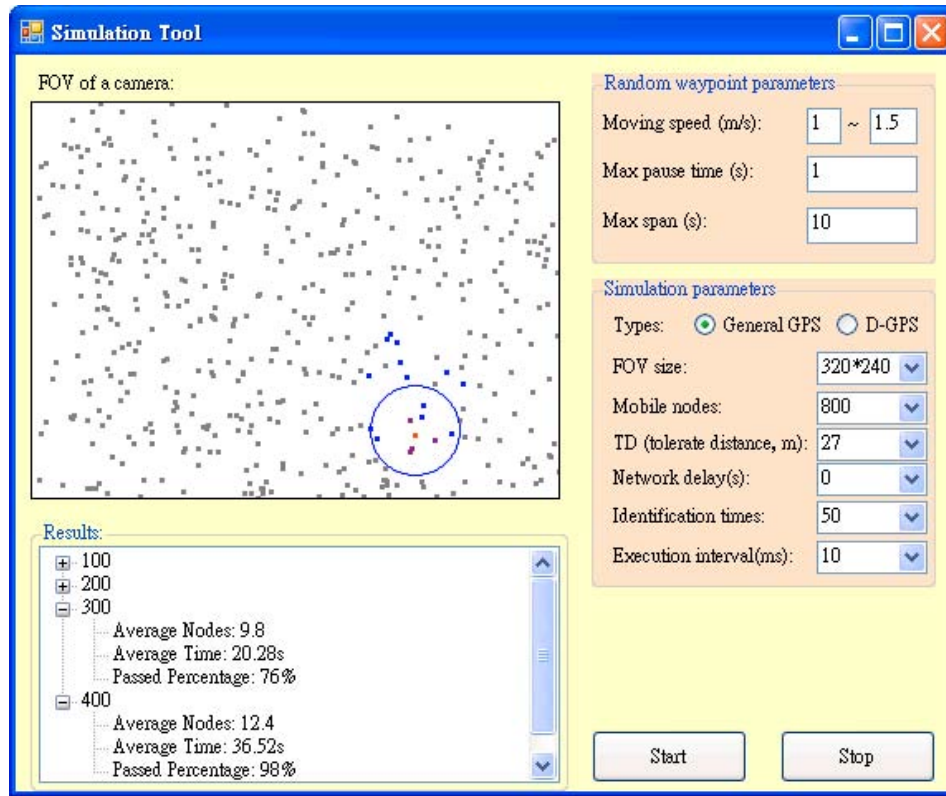 Simulation Tool
FOV of a camera:
Random waypoint parameters
Moving speed (m/s): 1 ~ 1.5
Max pause time (s): 1
Max span (s): 10
Simulation parameters
Types: General GPS D-GPS
FOV size: 320*240
Mobile nodes: 800
TD (tolerate distance, m): 27
Network delay(s): 0
Identification times: 50
Execution interval(ms): 10
Results:
100
200
300
Average Nodes: 9.8
Average Time: 20.28s
Passed Percentage: 76%
400
Average Nodes: 12.4
Average Time: 36.52s
Passed Percentage: 98%
Start Stop